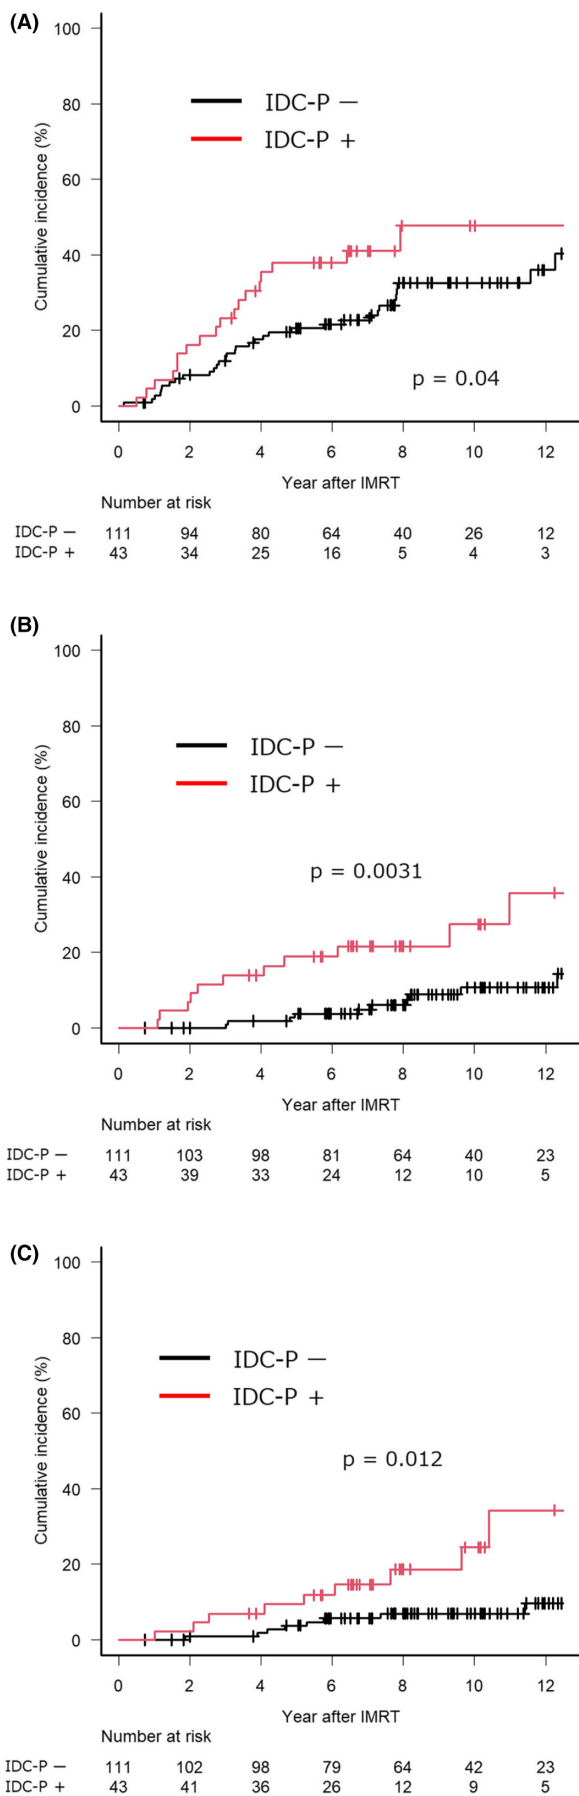 (A)
100
80
60
40
20
0
Cumulative incidence (%)
IDC-P −
IDC-P +
p = 0.04
0 2 4 6 8 10 12
Year after IMRT
Number at risk
IDC-P − 111 94 80 64 40 26 12
IDC-P + 43 34 25 16 5 4 3
(B)
100
80
60
40
20
0
Cumulative incidence (%)
IDC-P −
IDC-P +
p = 0.0031
0 2 4 6 8 10 12
Year after IMRT
Number at risk
IDC-P − 111 103 98 81 64 40 23
IDC-P + 43 39 33 24 12 10 5
(C)
100
80
60
40
20
0
Cumulative incidence (%)
IDC-P −
IDC-P +
p = 0.012
0 2 4 6 8 10 12
Year after IMRT
Number at risk
IDC-P − 111 102 98 79 64 42 23
IDC-P + 43 41 36 26 12 9 5